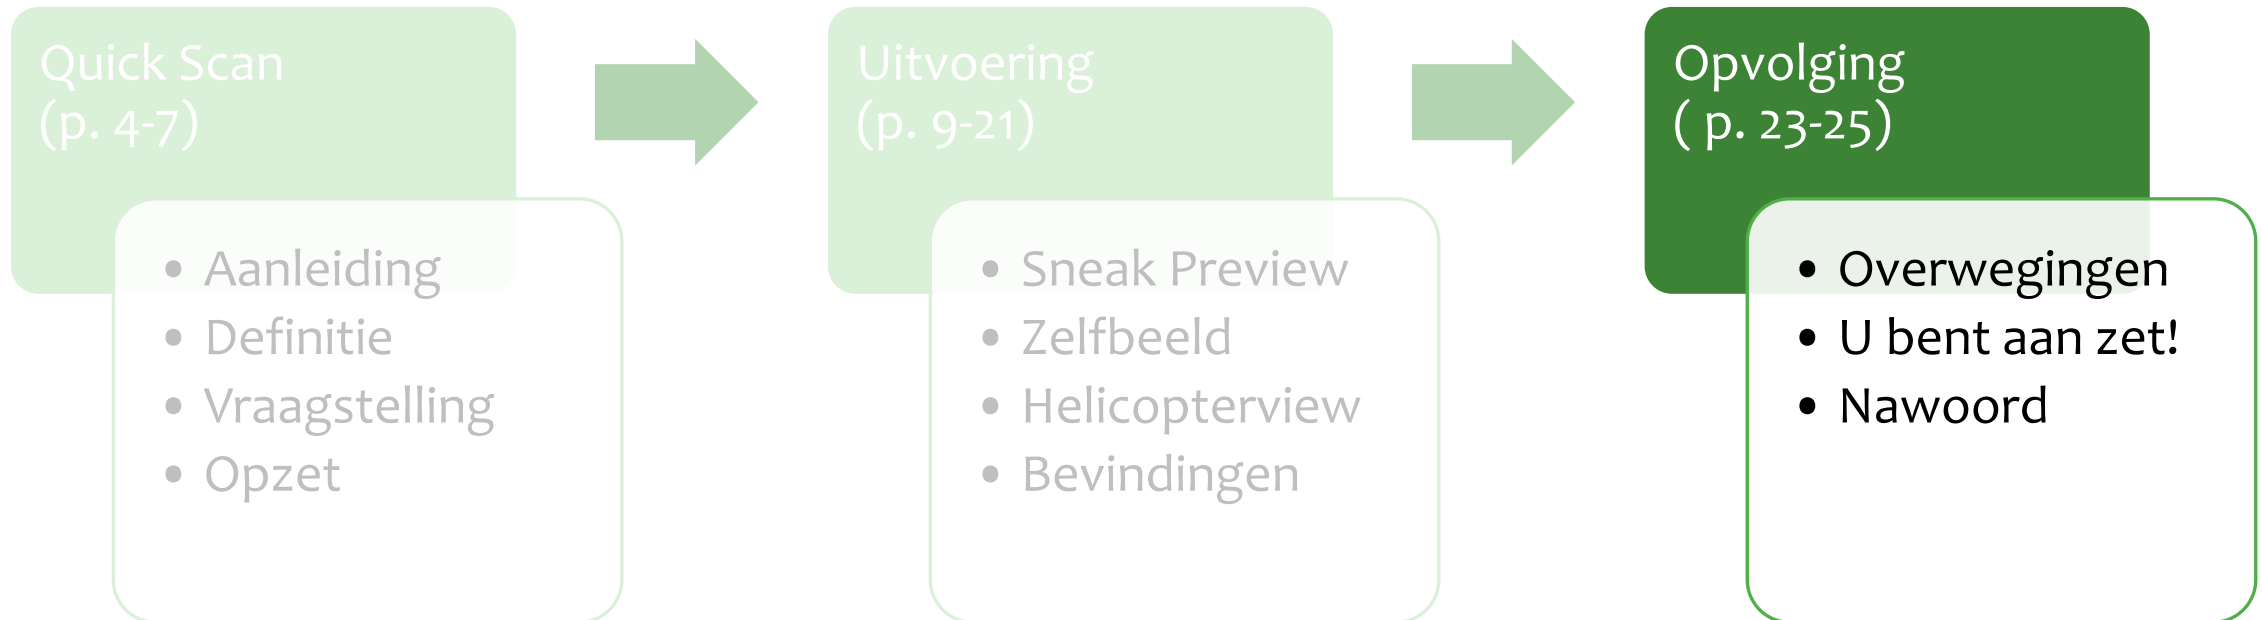 Quick Scan
(p. 4-7)
• Aanleiding
• Definitie
• Vraagstelling
• Opzet
Uitvoering
(p. 9-21)
• Sneak Preview
• Zelfbeeld
• Helicopterview
• Bevindingen
Opvolging
( p. 23-25)
• Overwegingen
• U bent aan zet!
• Nawoord